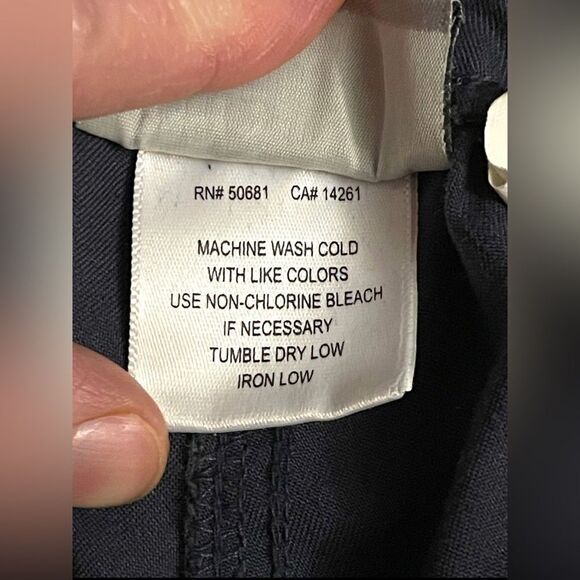 RN# 50681 CA# 14261
MACHINE WASH COLD
WITH LIKE COLORS
USE NON-CHLORINE BLEACH
IF NECESSARY
TUMBLE DRY LOW
IRON LOW